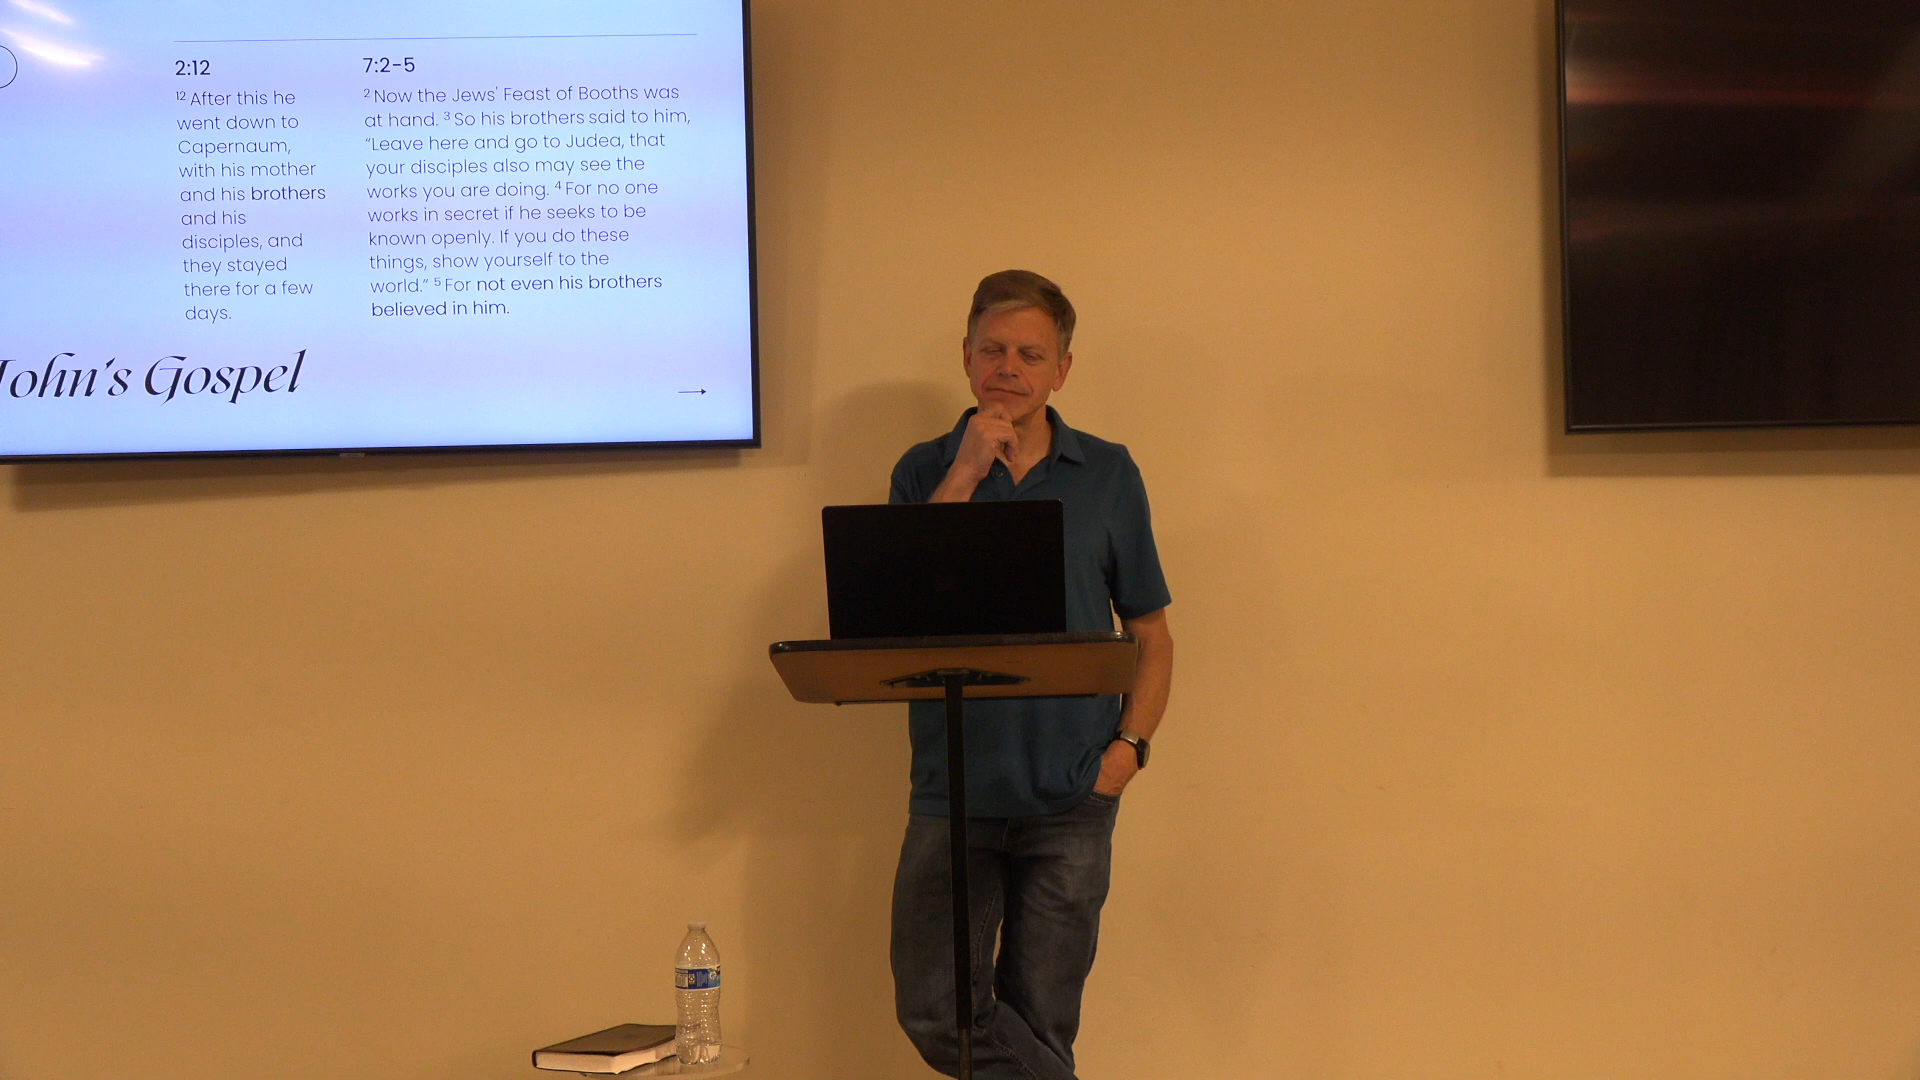 2:12
12 After this he
went down to
Capernaum,
with his mother
and his brothers
and his
disciples, and
they stayed
there for a few
days.
7:2-5
2 Now the Jews' Feast of Booths was
at hand. 3 So his brothers said to him,
“Leave here and go to Judea, that
your disciples also may see the
works you are doing. 4 For no one
works in secret if he seeks to be
known openly. If you do these
things, show yourself to the
world.” 5 For not even his brothers
believed in him.
John's Gospel